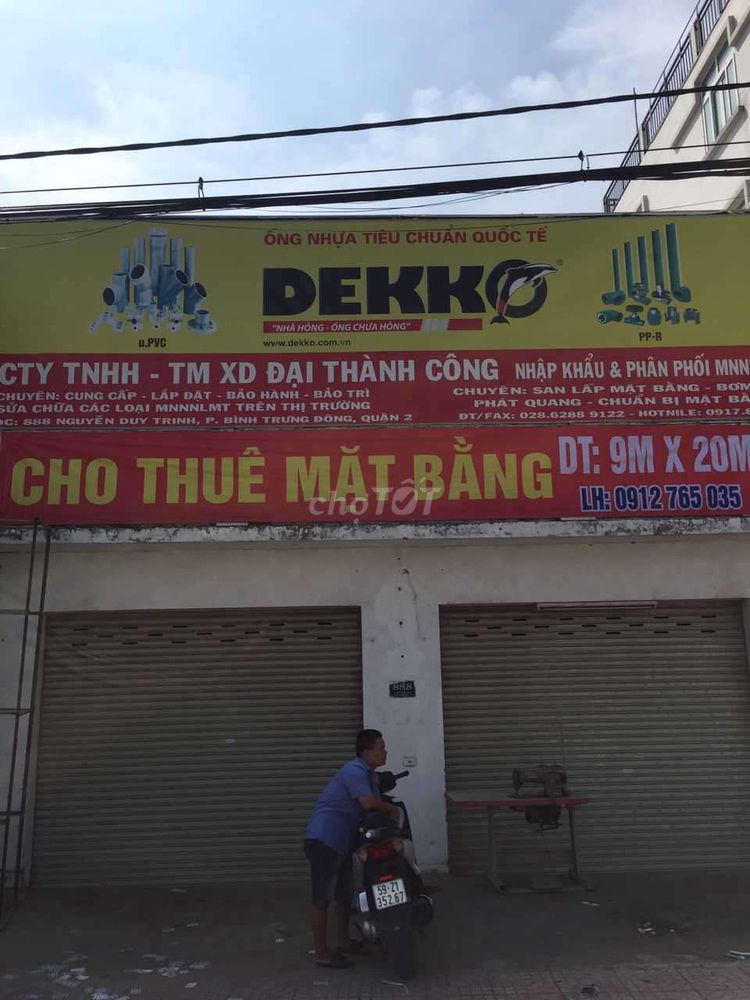 ỐNG NHỰA TIÊU CHUẨN QUỐC TẾ
DEKKO®
"NHÀ HỎNG - ỐNG CHƯA HỎNG"
www.dekko.com.vn
u.PVC
PP-R
CTY TNHH - TM XD ĐẠI THÀNH CÔNG NHẬP KHẨU & PHÂN PHỐI MNN
CHUYÊN: CUNG CẤP - LẮP ĐẶT - BẢO HÀNH - BẢO TRÌ
SỬA CHỮA CÁC LOẠI MNNNLMT TRÊN THỊ TRƯỜNG
ĐC: 888 NGUYỄN DUY TRINH, P. BÌNH TRƯNG ĐÔNG, QUẬN 2
CHUYÊN: SAN LẤP MẶT BẰNG - BƠM
PHÁT QUANG - CHUẨN BỊ MẶT BẰ
ĐT/FAX: 028.6288 9122 - HOTNILE: 0917.3
CHO THUÊ MẶT BẰNG
DT: 9M X 20M
LH: 0912 765 035
chợTỐT
888
59-Z1
352.67